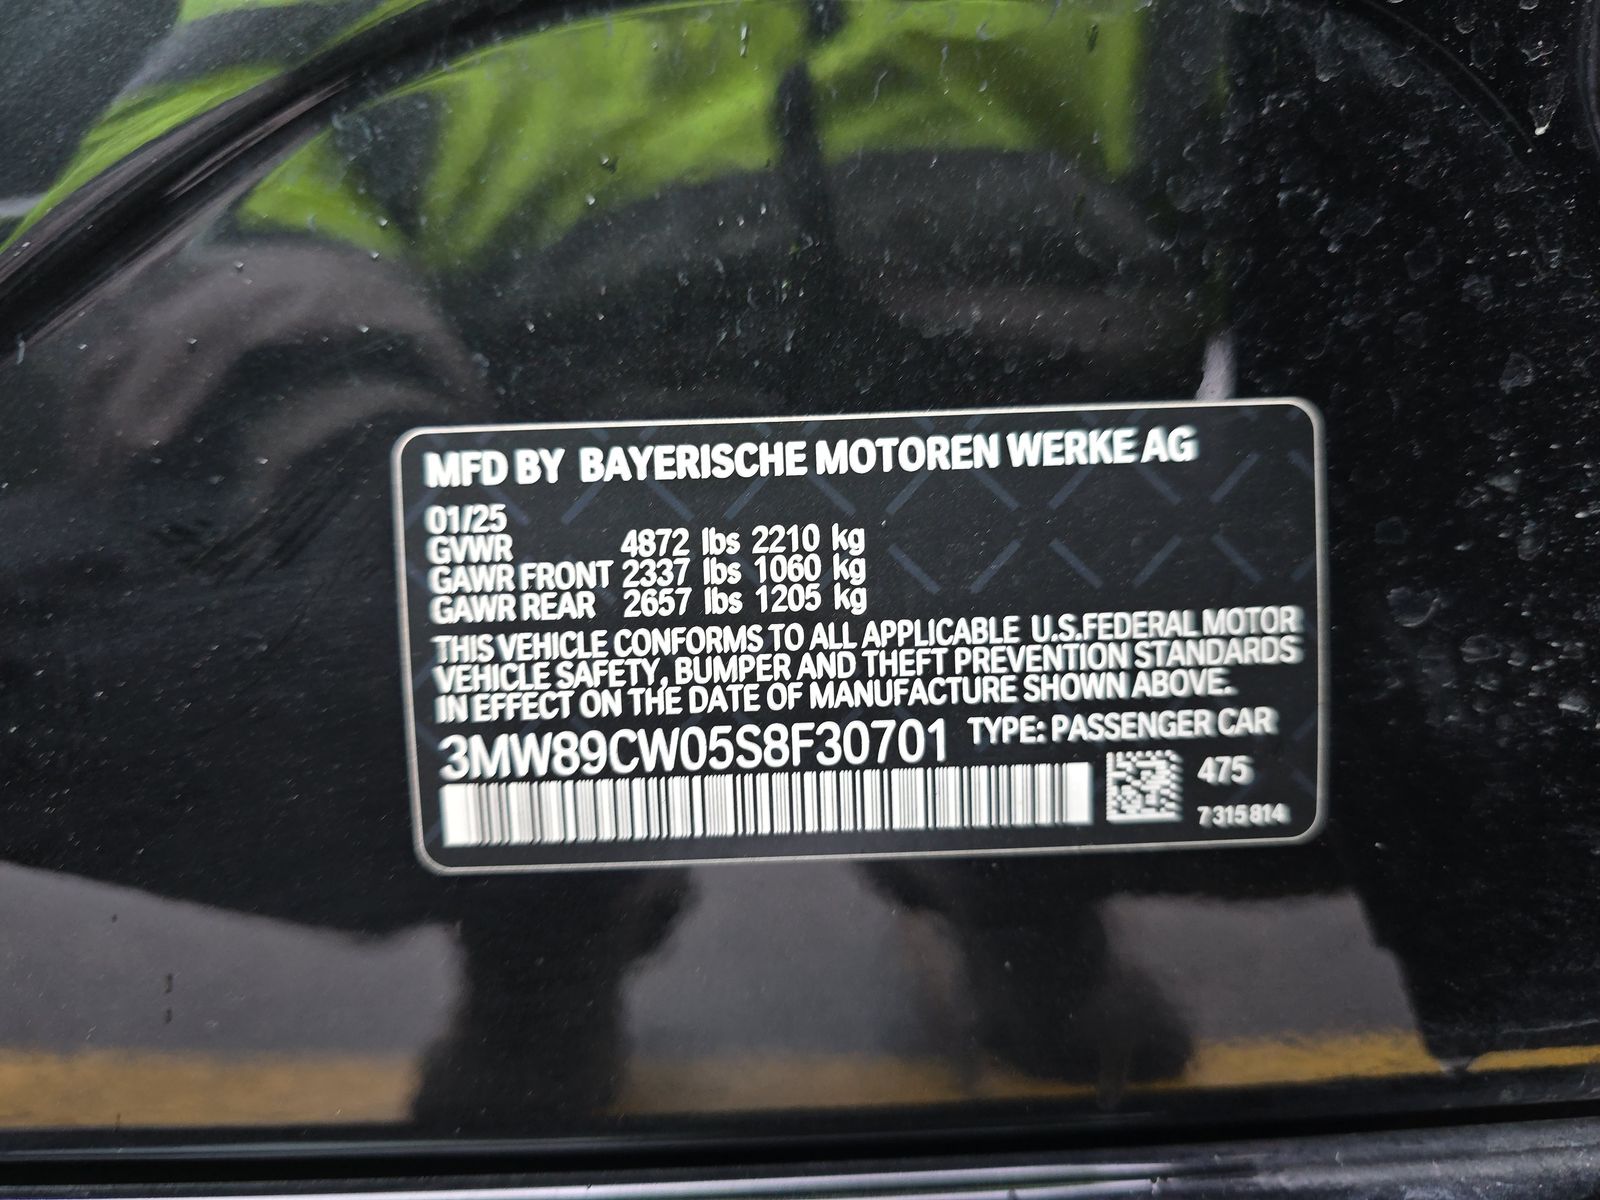 MFD BY BAYERISCHE MOTOREN WERKE AG
01/25
GVWR 4872 lbs 2210 kg
GAWR FRONT 2337 lbs 1060 kg
GAWR REAR 2657 lbs 1205 kg
THIS VEHICLE CONFORMS TO ALL APPLICABLE U.S.FEDERAL MOTOR
VEHICLE SAFETY, BUMPER AND THEFT PREVENTION STANDARDS
IN EFFECT ON THE DATE OF MANUFACTURE SHOWN ABOVE.
3MW89CW05S8F30701 TYPE: PASSENGER CAR
475
7 315 814